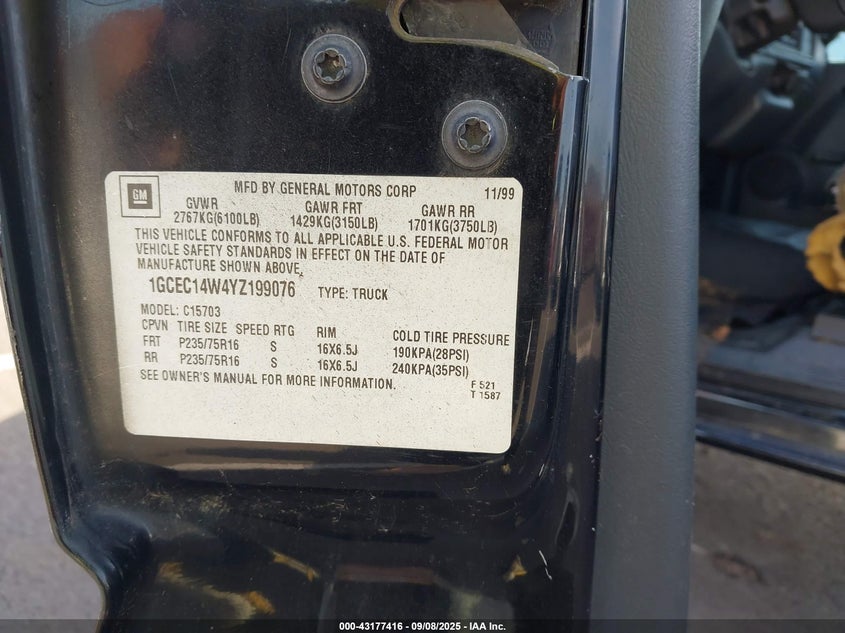 GM
MFD BY GENERAL MOTORS CORP 11/99
GVWR GAWR FRT GAWR RR
2767KG(6100LB) 1429KG(3150LB) 1701KG(3750LB)
THIS VEHICLE CONFORMS TO ALL APPLICABLE U.S. FEDERAL MOTOR
VEHICLE SAFETY STANDARDS IN EFFECT ON THE DATE OF
MANUFACTURE SHOWN ABOVE.
1GCEC14W4YZ199076 TYPE: TRUCK
MODEL: C15703
CPVN TIRE SIZE SPEED RTG RIM COLD TIRE PRESSURE
FRT P235/75R16 S 16X6.5J 190KPA(28PSI)
RR P235/75R16 S 16X6.5J 240KPA(35PSI)
SEE OWNER'S MANUAL FOR MORE INFORMATION.
F 521
T 1587
000-43177416 - 09/08/2025 - IAA Inc.